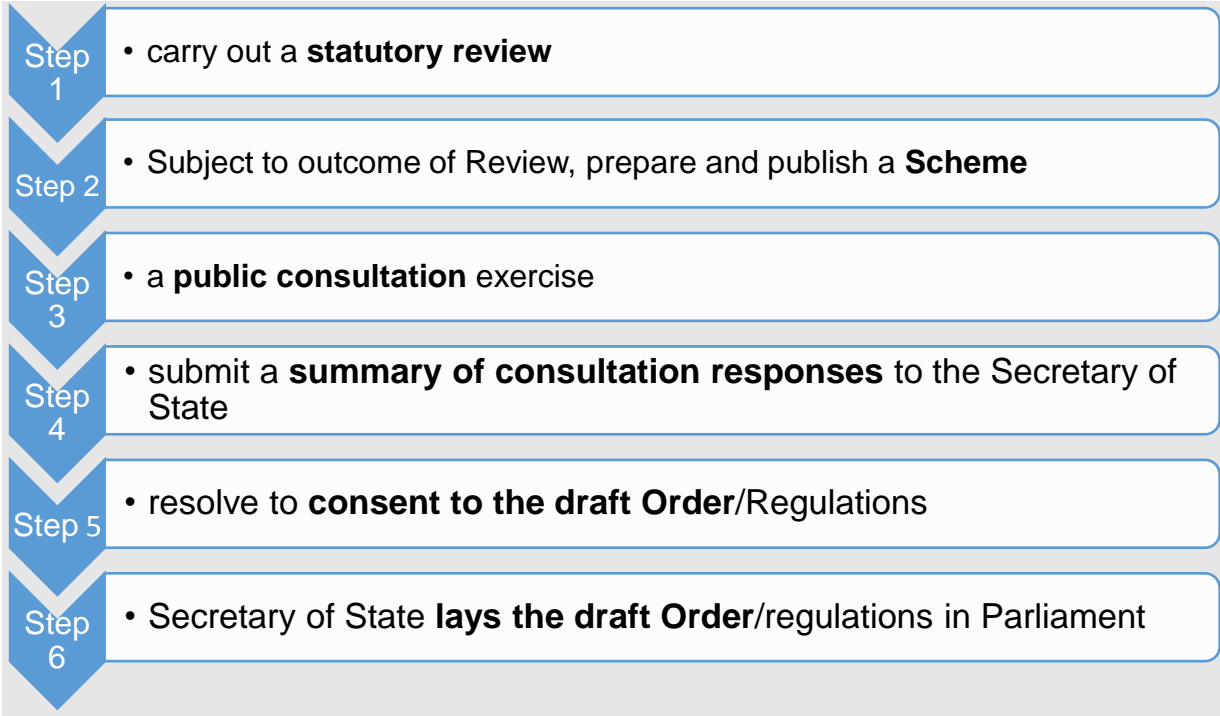 Step
1
• carry out a statutory review
Step 2
• Subject to outcome of Review, prepare and publish a Scheme
Step
3
• a public consultation exercise
Step
4
• submit a summary of consultation responses to the Secretary of
State
Step 5
• resolve to consent to the draft Order/Regulations
Step
6
• Secretary of State lays the draft Order/regulations in Parliament